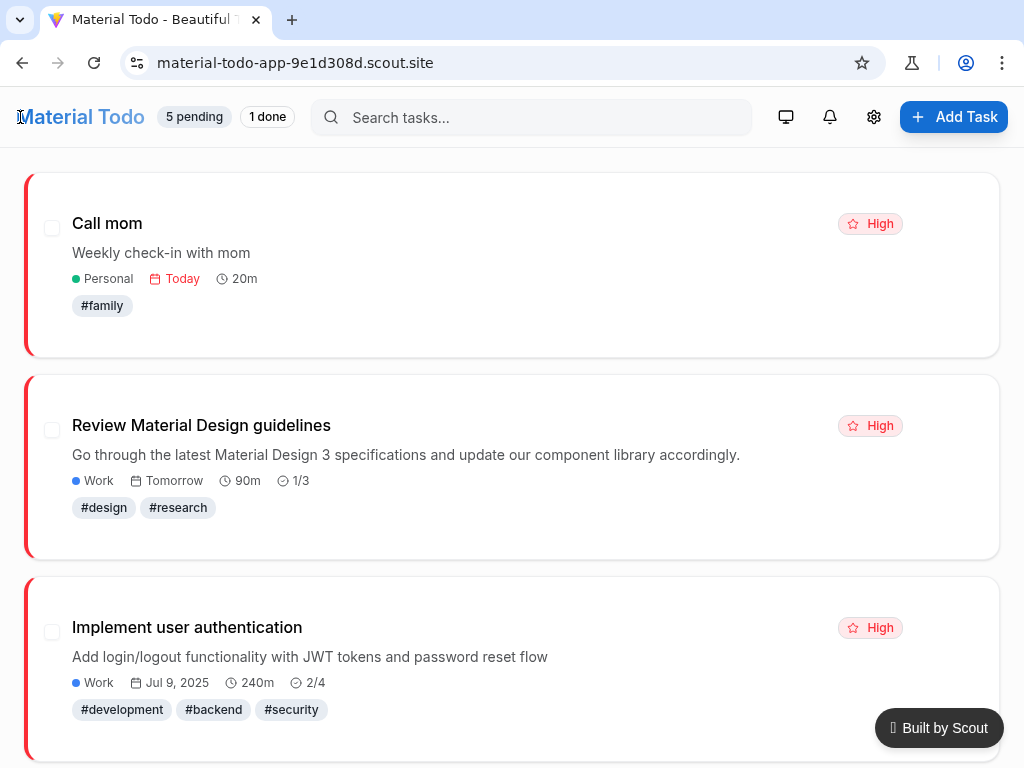 Material Todo - Beautiful T
material-todo-app-9e1d308d.scout.site
Material Todo
5 pending
1 done
Search tasks...
Add Task
Call mom
High
Weekly check-in with mom
Personal
Today
20m
#family
Review Material Design guidelines
High
Go through the latest Material Design 3 specifications and update our component library accordingly.
Work
Tomorrow
90m
1/3
#design
#research
Implement user authentication
High
Add login/logout functionality with JWT tokens and password reset flow
Work
Jul 9, 2025
240m
2/4
#development
#backend
#security
Built by Scout